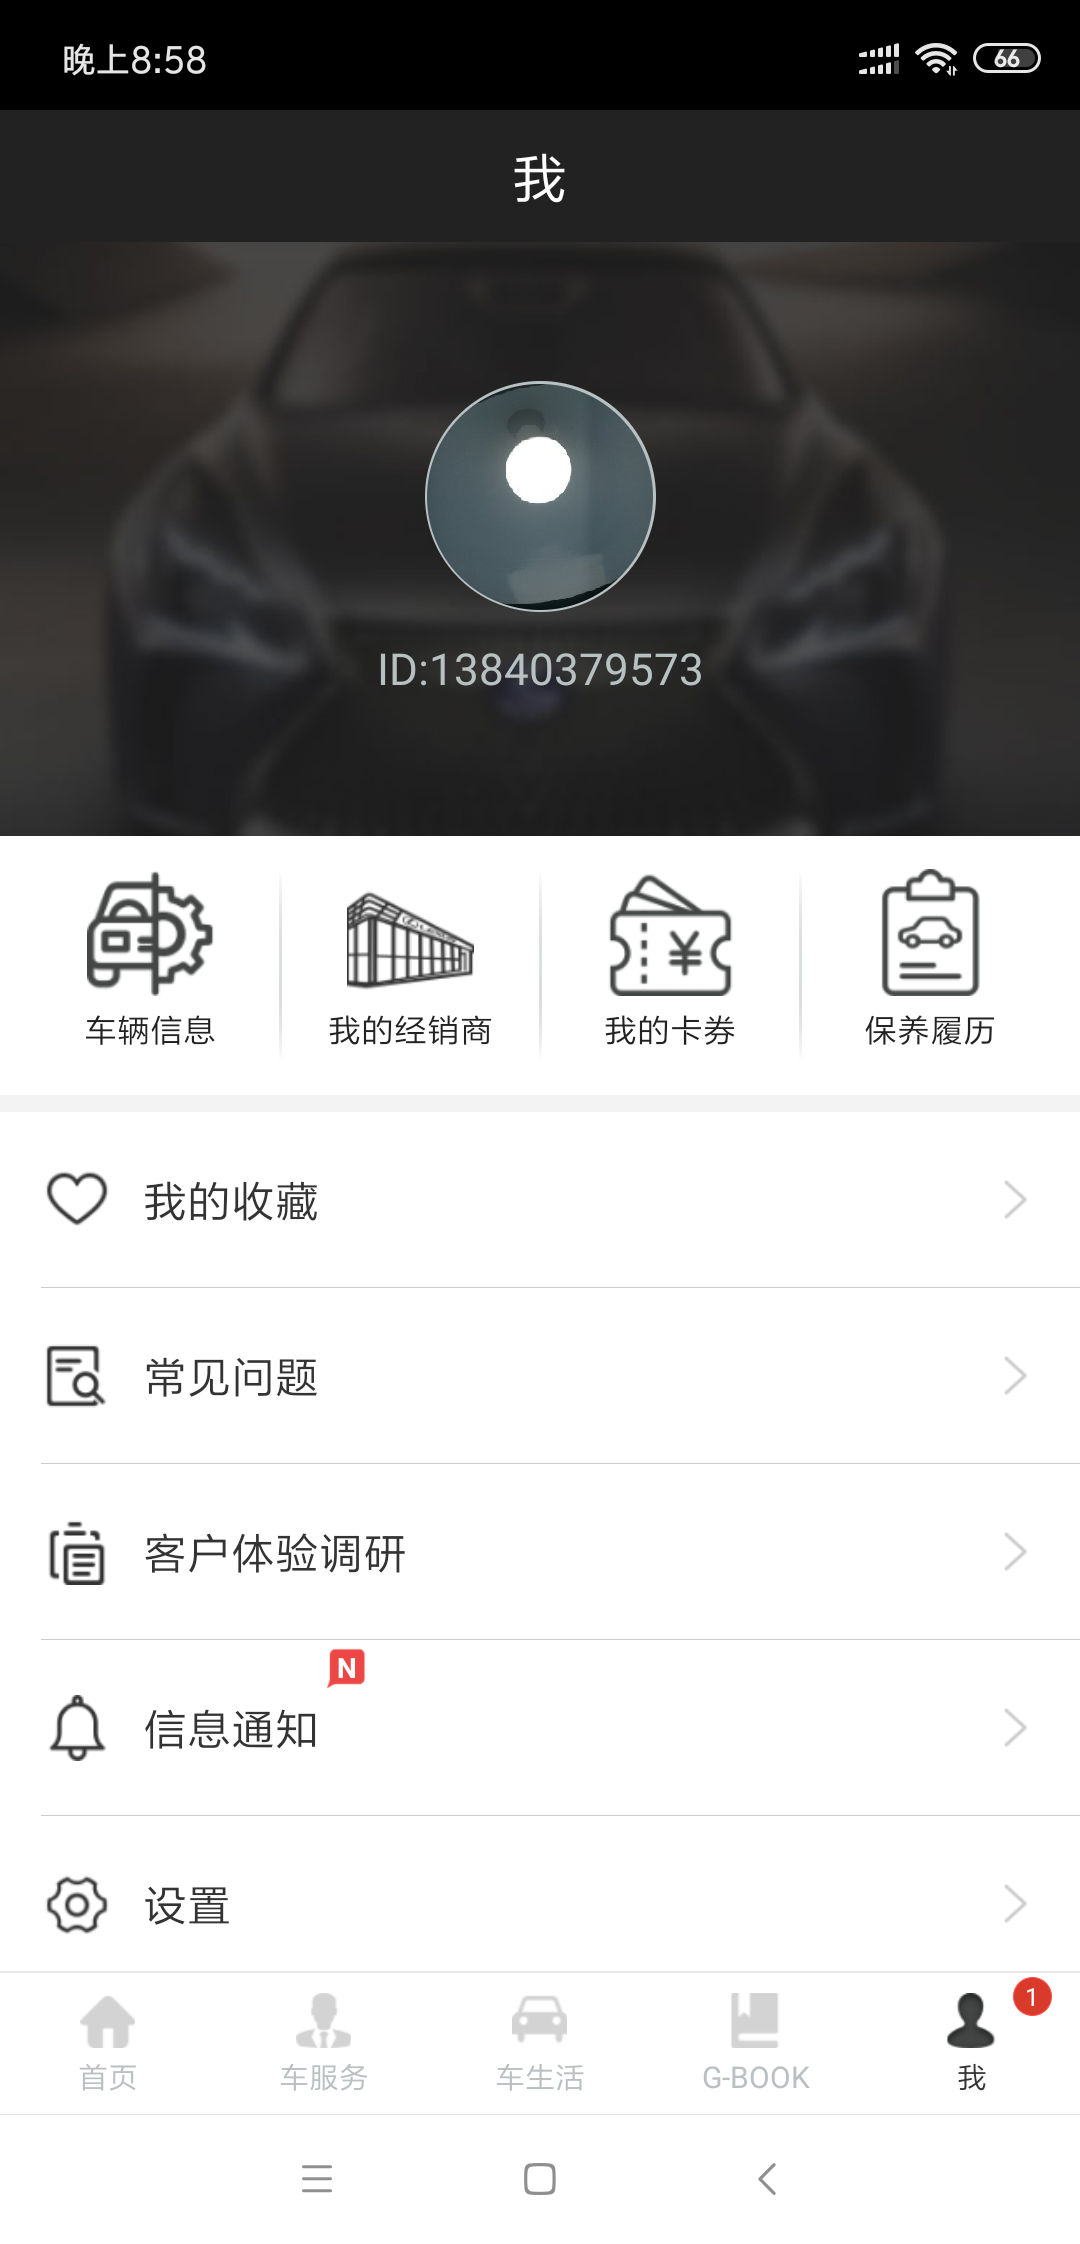 晚上8:58
66
我
ID:13840379573
车辆信息
我的经销商
我的卡券
保养履历
我的收藏
常见问题
客户体验调研
N
信息通知
设置
1
首页
车服务
车生活
G-BOOK
我